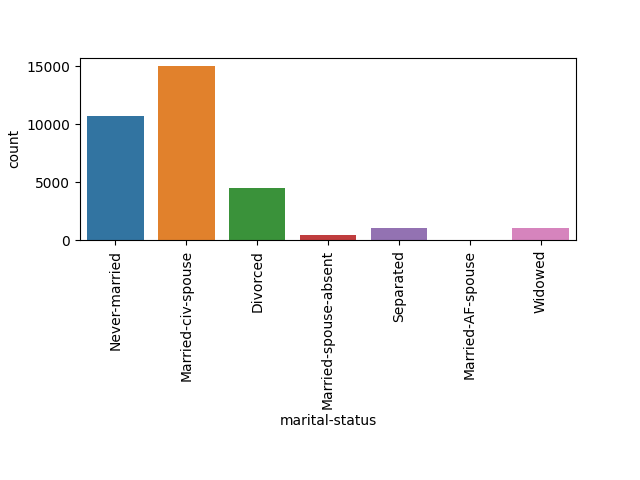 15000
10000
5000
0
count
Never-married
Married-civ-spouse
Divorced
Married-spouse-absent
Separated
Married-AF-spouse
Widowed
marital-status